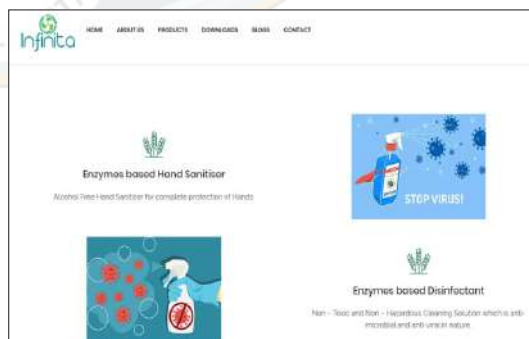 Infinita
HOME ABOUT US PRODUCTS DOWNLOADS BLOGS CONTACT
Enzymes based Hand Sanitiser
Alcohol Free Hand Sanitizer for complete protection of Hands
STOP VIRUS!
Enzymes based Disinfectant
Non - Toxic and Non - Hazardous Cleaning Solution which is anti-
microbial and anti-viral in nature